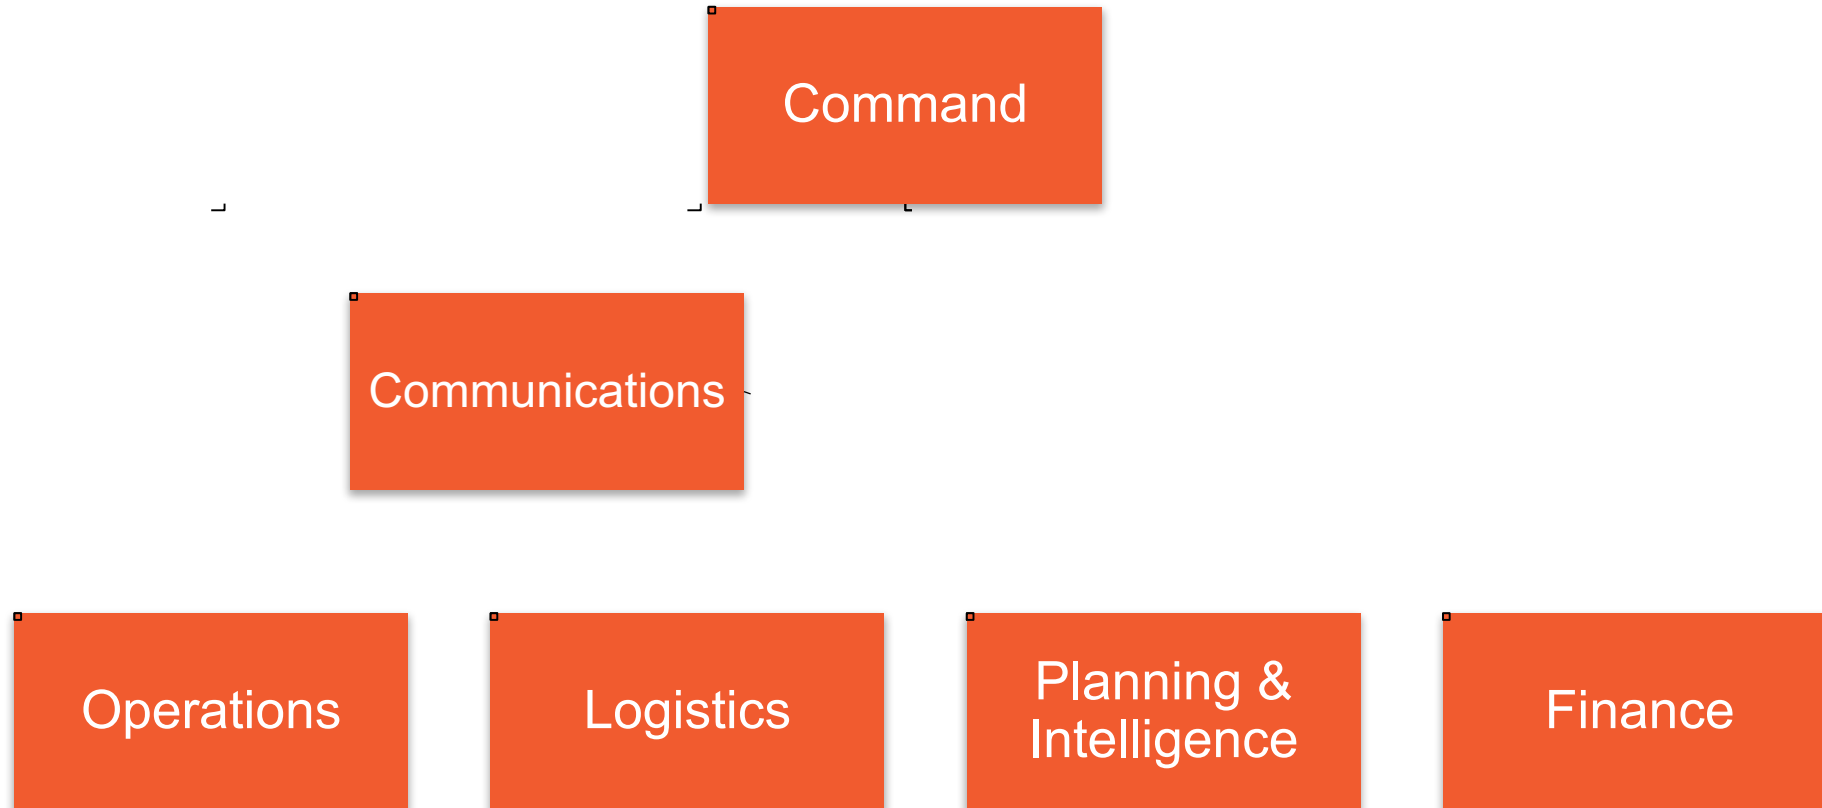 Command
Communications
Operations
Logistics
Planning &
Intelligence
Finance